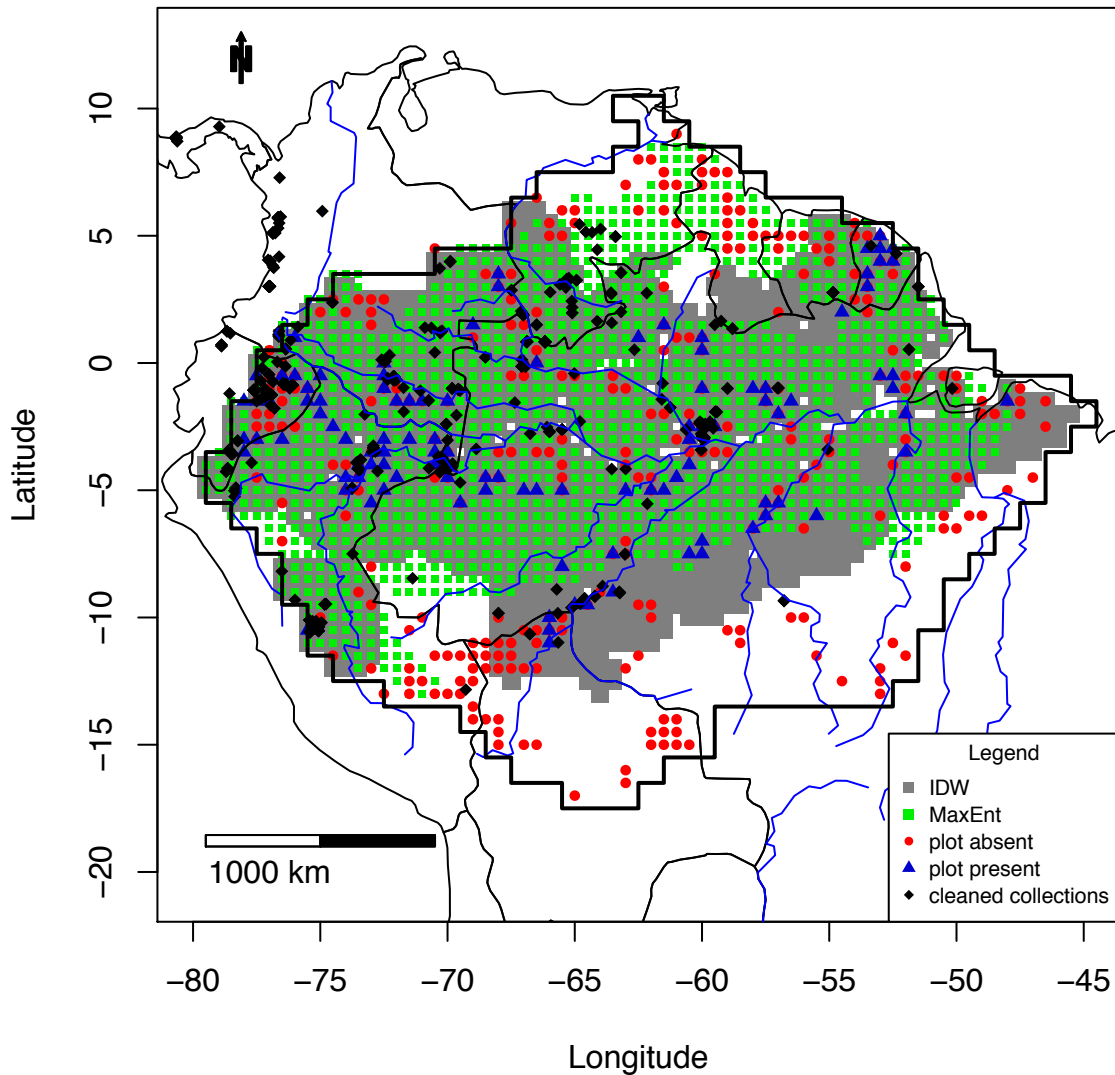 N
10
5
0
−5
−10
−15
−20
Latitude
1000 km
Legend
IDW
MaxEnt
plot absent
plot present
cleaned collections
−80 −75 −70 −65 −60 −55 −50 −45
Longitude